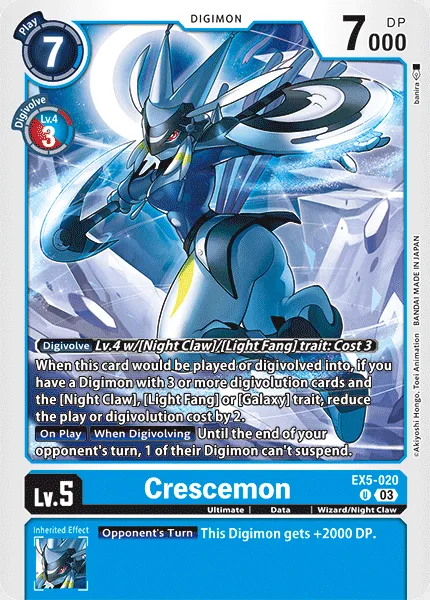 DIGIMON
Play
7
7000
DP
Digivolve
Lv.4
3
banira
©Akiyoshi Hongo, Toei Animation BANDAI MADE IN JAPAN
Digivolve Lv.4 w/[Night Claw]/[Light Fang] trait: Cost 3
When this card would be played or digivolved into, if you
have a Digimon with 3 or more digivolution cards and
the [Night Claw], [Light Fang] or [Galaxy] trait, reduce
the play or digivolution cost by 2.
On Play When Digivolving Until the end of your
opponent's turn, 1 of their Digimon can't suspend.
Lv.5
Crescemon
EX5-020
U 03
Ultimate | Data | Wizard/Night Claw
Inherited Effect
Opponent's Turn This Digimon gets +2000 DP.